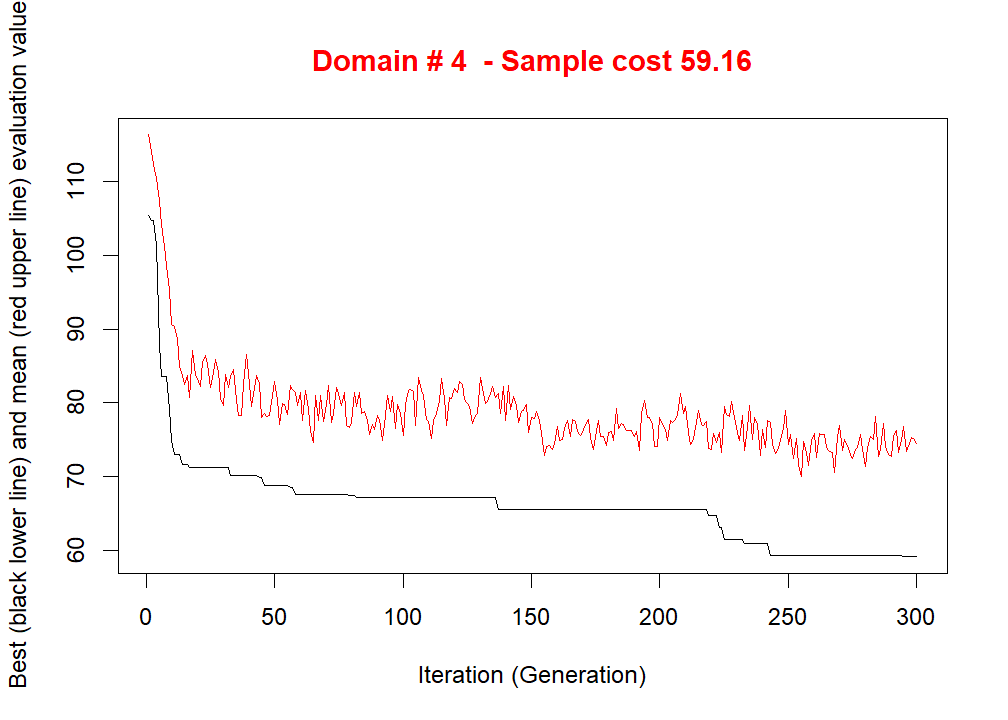 Domain # 4  - Sample cost 59.16
Best (black lower line) and mean (red upper line) evaluation value
110
100
90
80
70
60
0 50 100 150 200 250 300
Iteration (Generation)